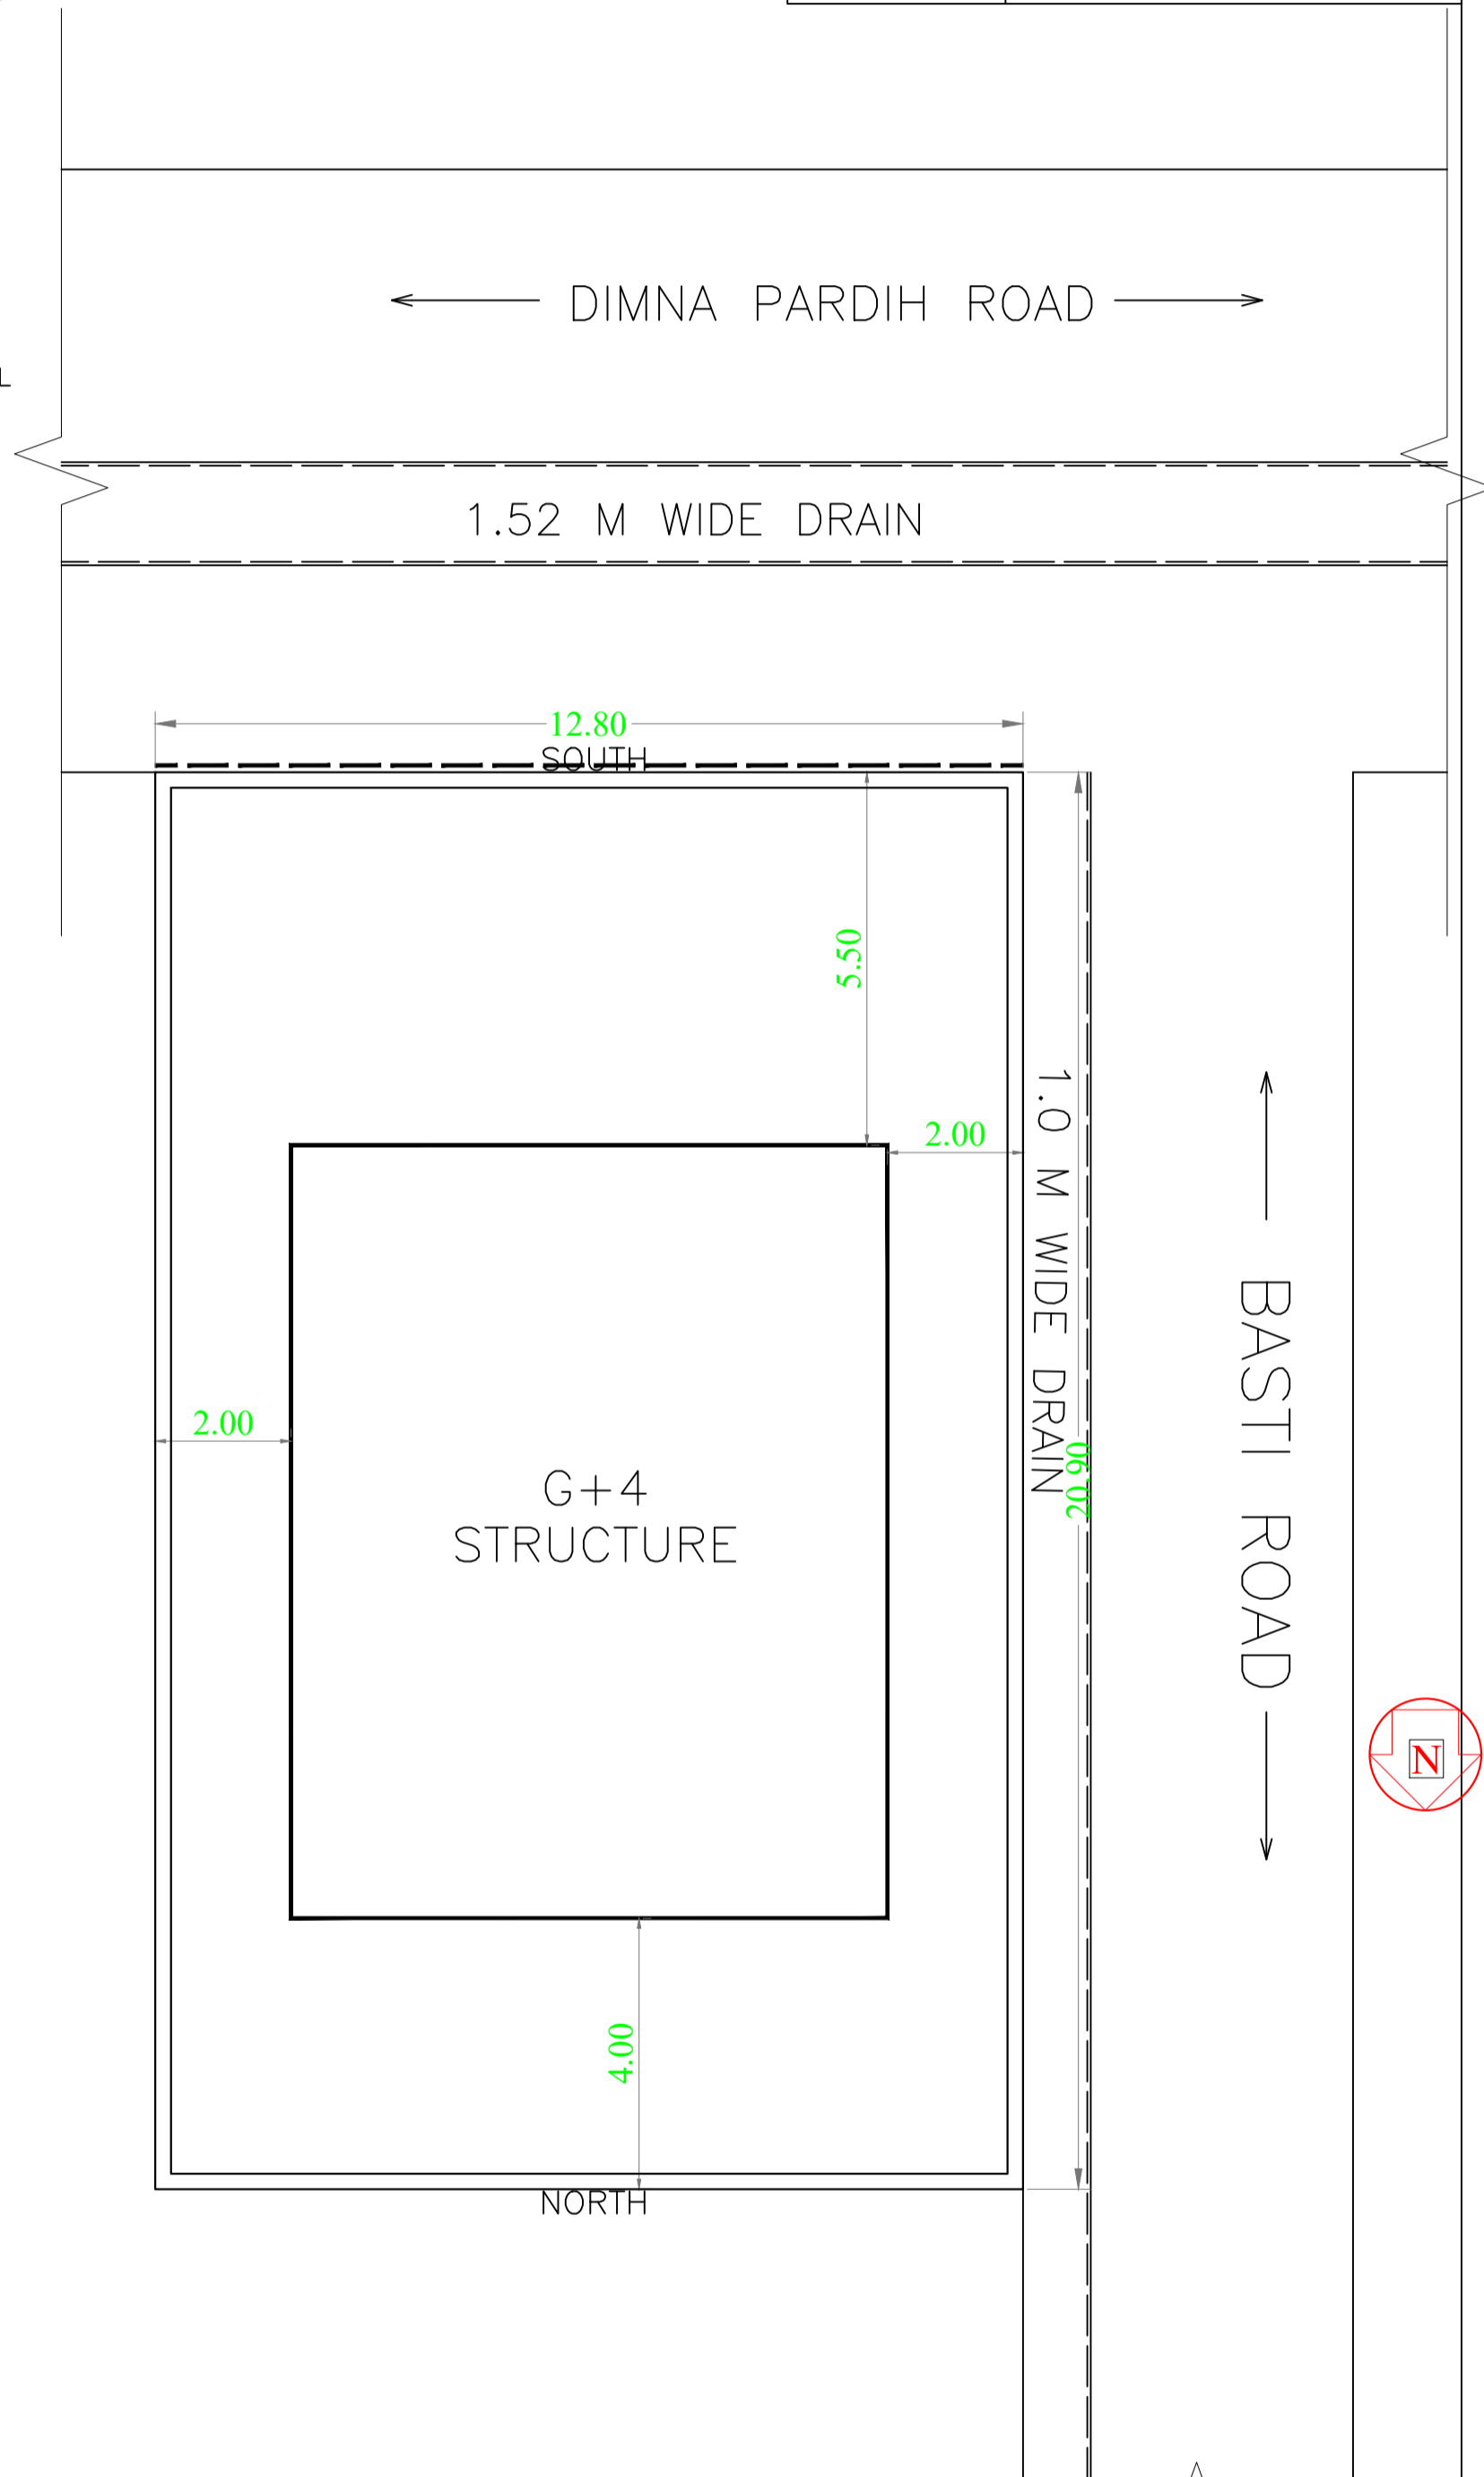 DIMNA PARDIH ROAD
1.52 M WIDE DRAIN
12.80
SOUTH
5.50
2.00
1.0 M WIDE DRAIN
20.90
BASTI ROAD
2.00
G+4
STRUCTURE
N
4.00
NORTH